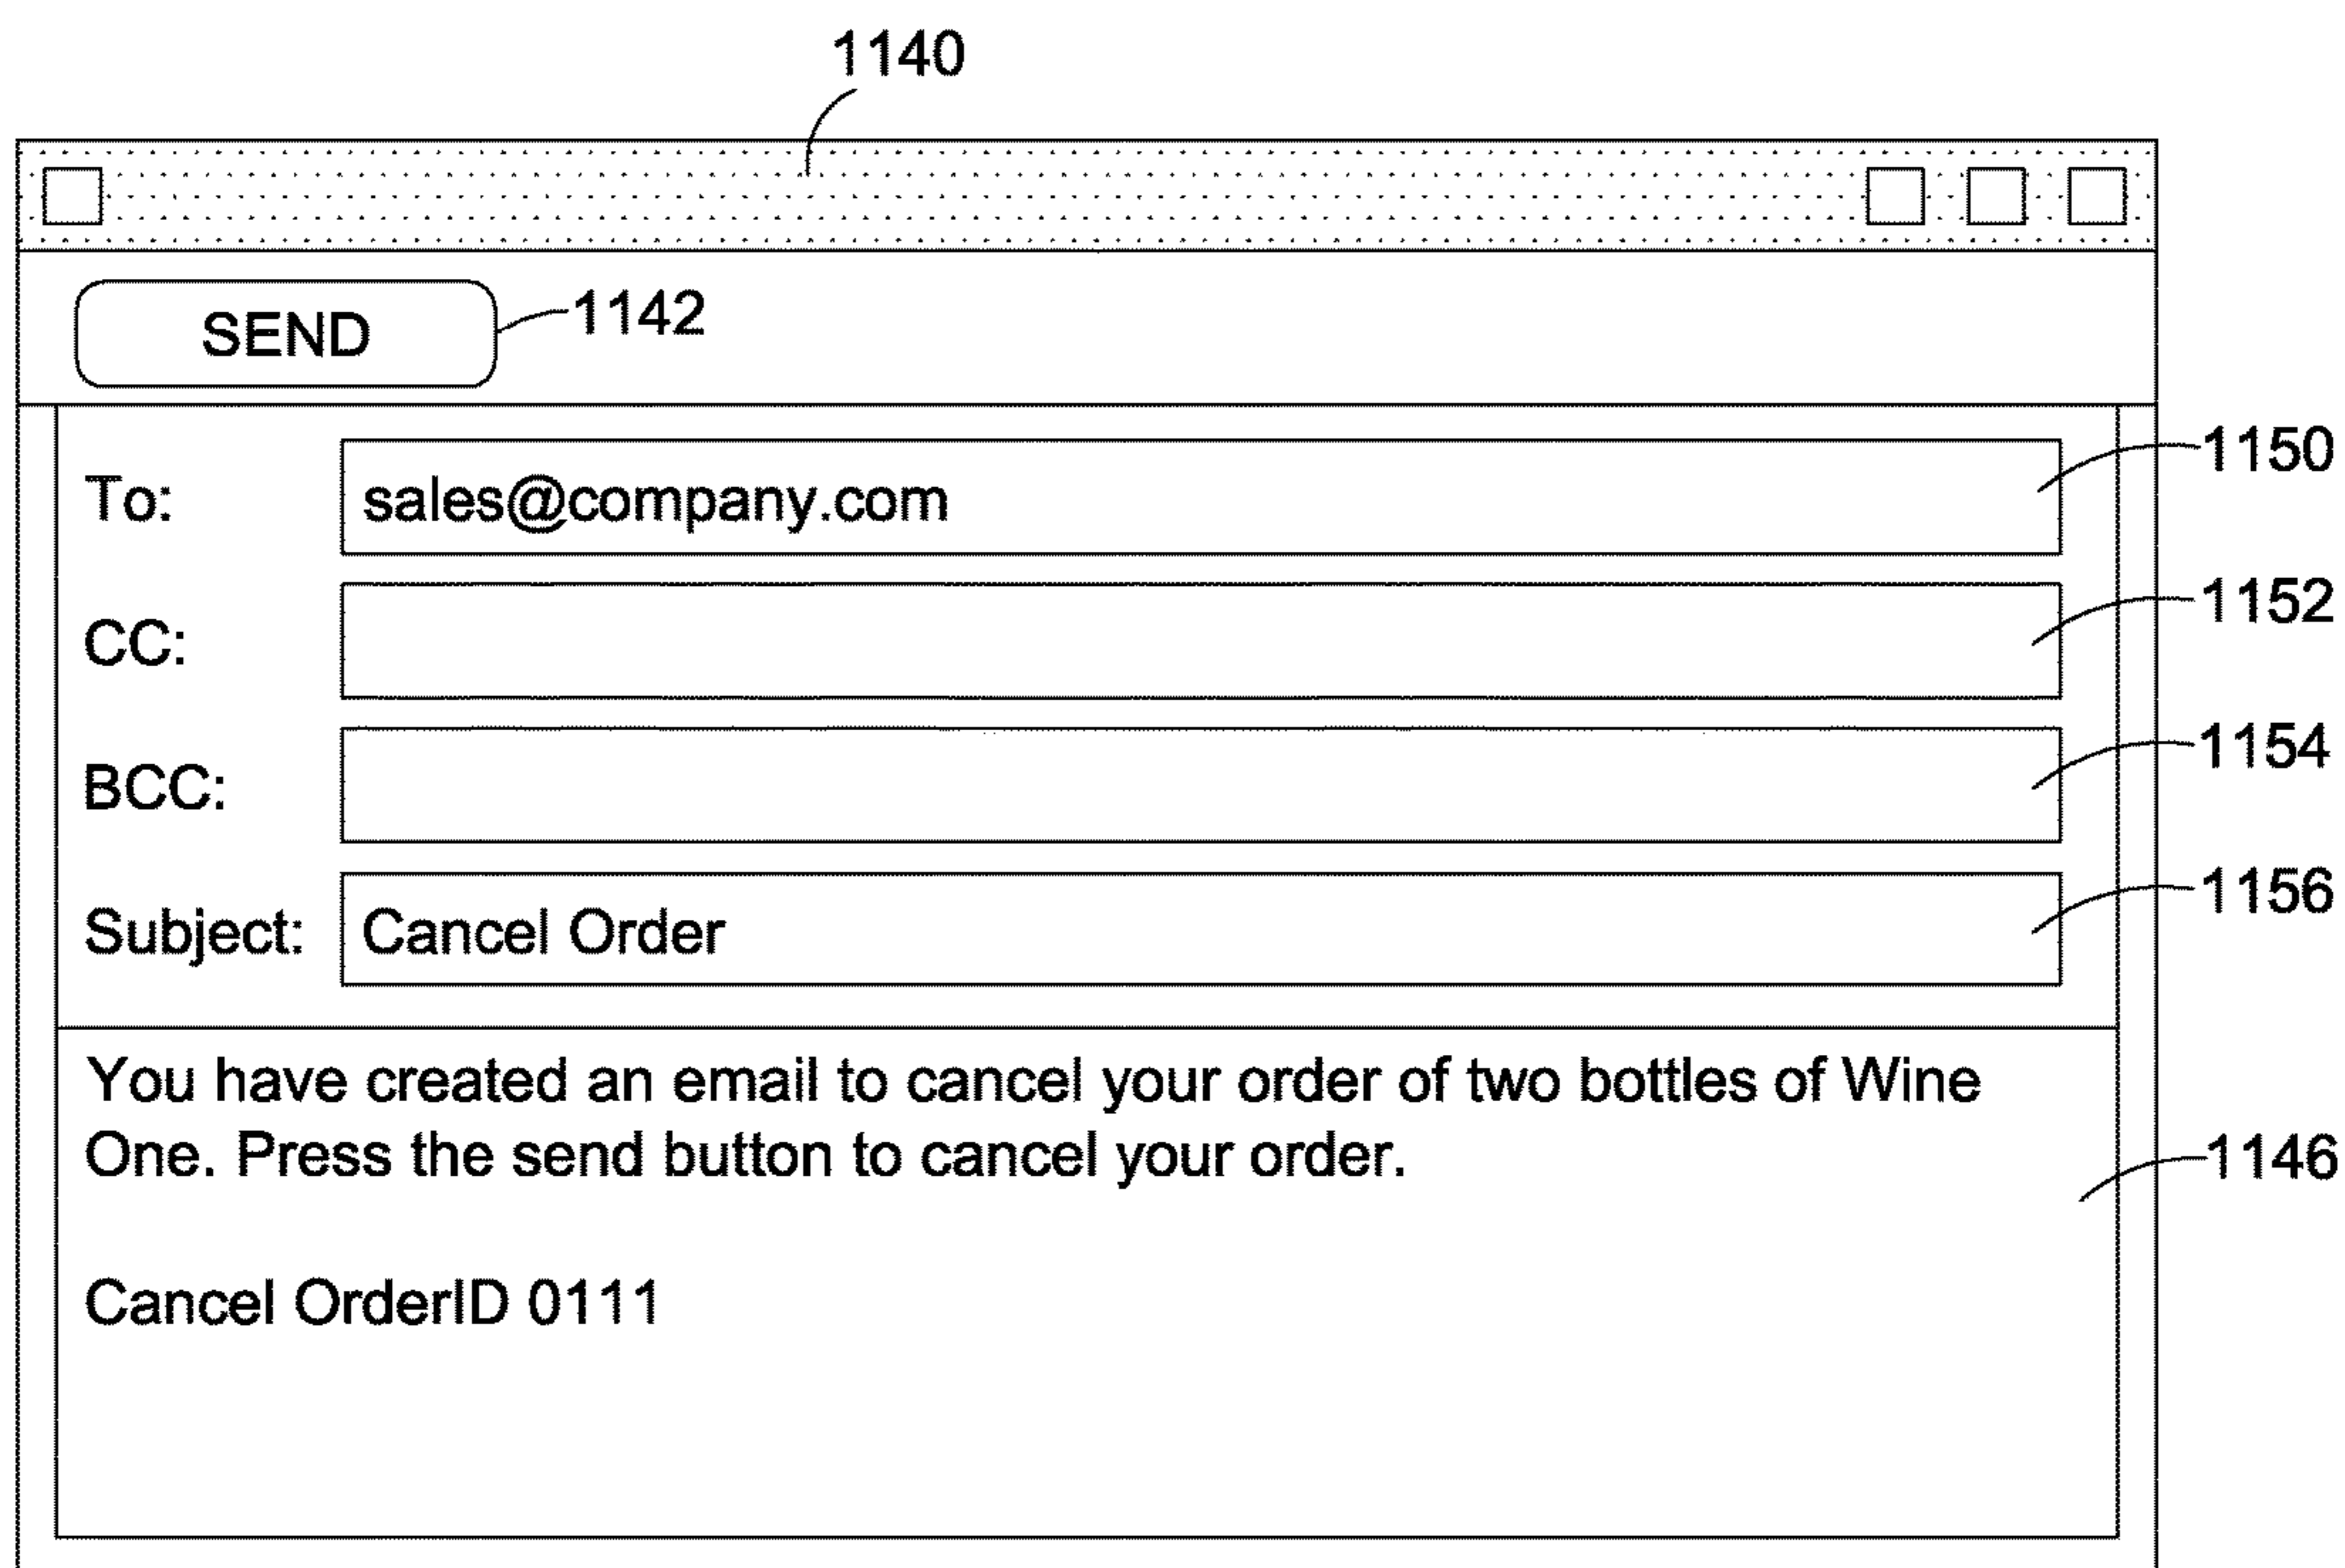 1140
SEND 1142
To: sales@company.com 1150
CC: 1152
BCC: 1154
Subject: Cancel Order 1156
You have created an email to cancel your order of two bottles of Wine
One. Press the send button to cancel your order.
1146
Cancel OrderID 0111